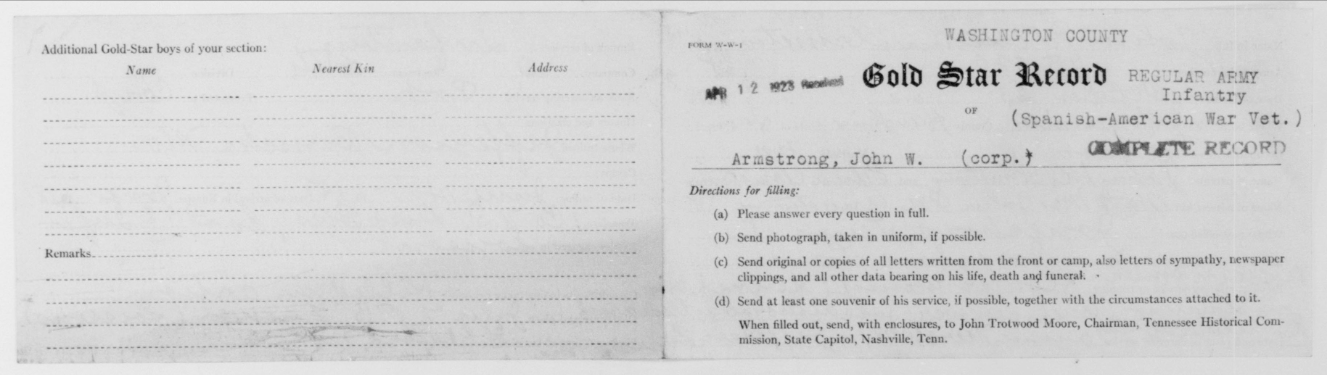 Additional Gold-Star boys of your section:
Name Nearest Kin Address
Remarks
FORM W-W-1
WASHINGTON COUNTY
APR 12 1923 Received
Gold Star Record
REGULAR ARMY
Infantry
OF
(Spanish-American War Vet.)
COMPLETE RECORD
Armstrong, John W. (corp.)
Directions for filling:
(a) Please answer every question in full.
(b) Send photograph, taken in uniform, if possible.
(c) Send original or copies of all letters written from the front or camp, also letters of sympathy, newspaper
clippings, and all other data bearing on his life, death and funeral.
(d) Send at least one souvenir of his service, if possible, together with the circumstances attached to it.
When filled out, send, with enclosures, to John Trotwood Moore, Chairman, Tennessee Historical Com-
mission, State Capitol, Nashville, Tenn.